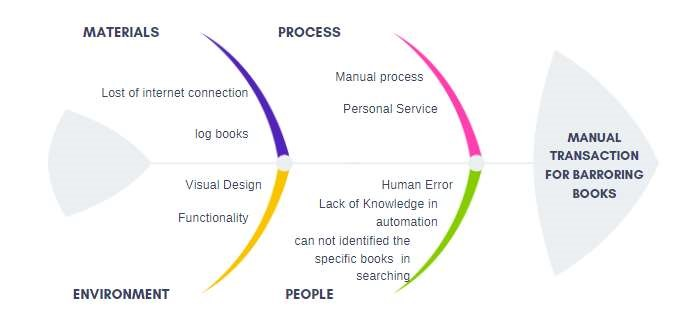 MATERIALS
PROCESS
Lost of internet connection
log books
Manual process
Personal Service
MANUAL
TRANSACTION
FOR BARRORING
BOOKS
Visual Design
Functionality
Human Error
Lack of Knowledge in
automation
can not identified the
specific books in
searching
ENVIRONMENT
PEOPLE